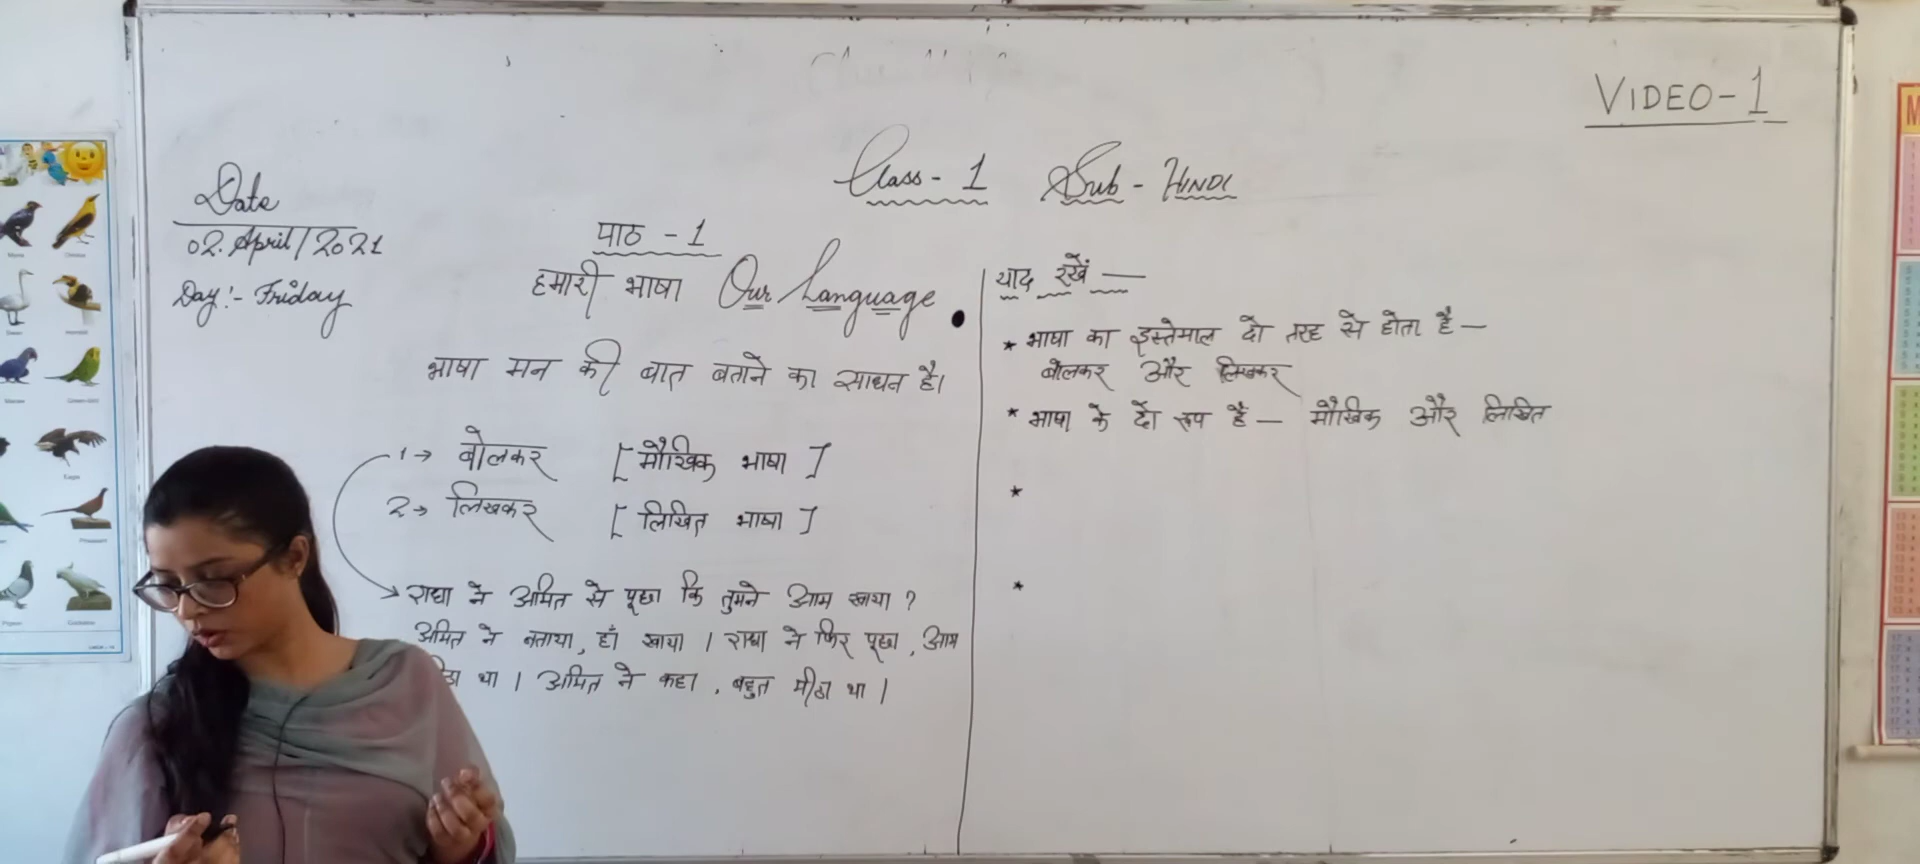 VIDEO-1
Class - 1 Sub - HINDI
Date
02. April/2021
Day:- Friday
पाठ - 1
हमारी भाषा Our Language
भाषा मन की बात बताने का साधन है।
1→ बोलकर [मौखिक भाषा]
2→ लिखकर [लिखित भाषा]
राधा ने अमित से पूछा कि तुमने आम खाया ?
अमित ने बताया, हाँ खाया । राधा ने फिर पूछा, आम
था । अमित ने कहा , बहुत मीठा था ।
याद रखें —
* भाषा का इस्तेमाल दो तरह से होता है —
बोलकर और लिखकर
* भाषा के दो रूप हैं — मौखिक और लिखित
*
*